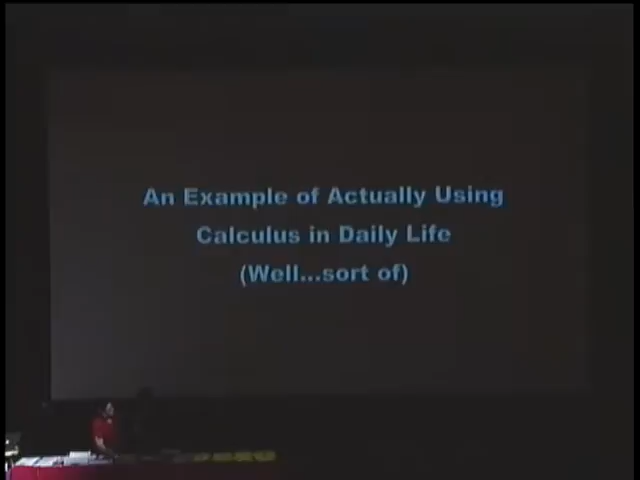 An Example of Actually Using
Calculus in Daily Life
(Well...sort of)